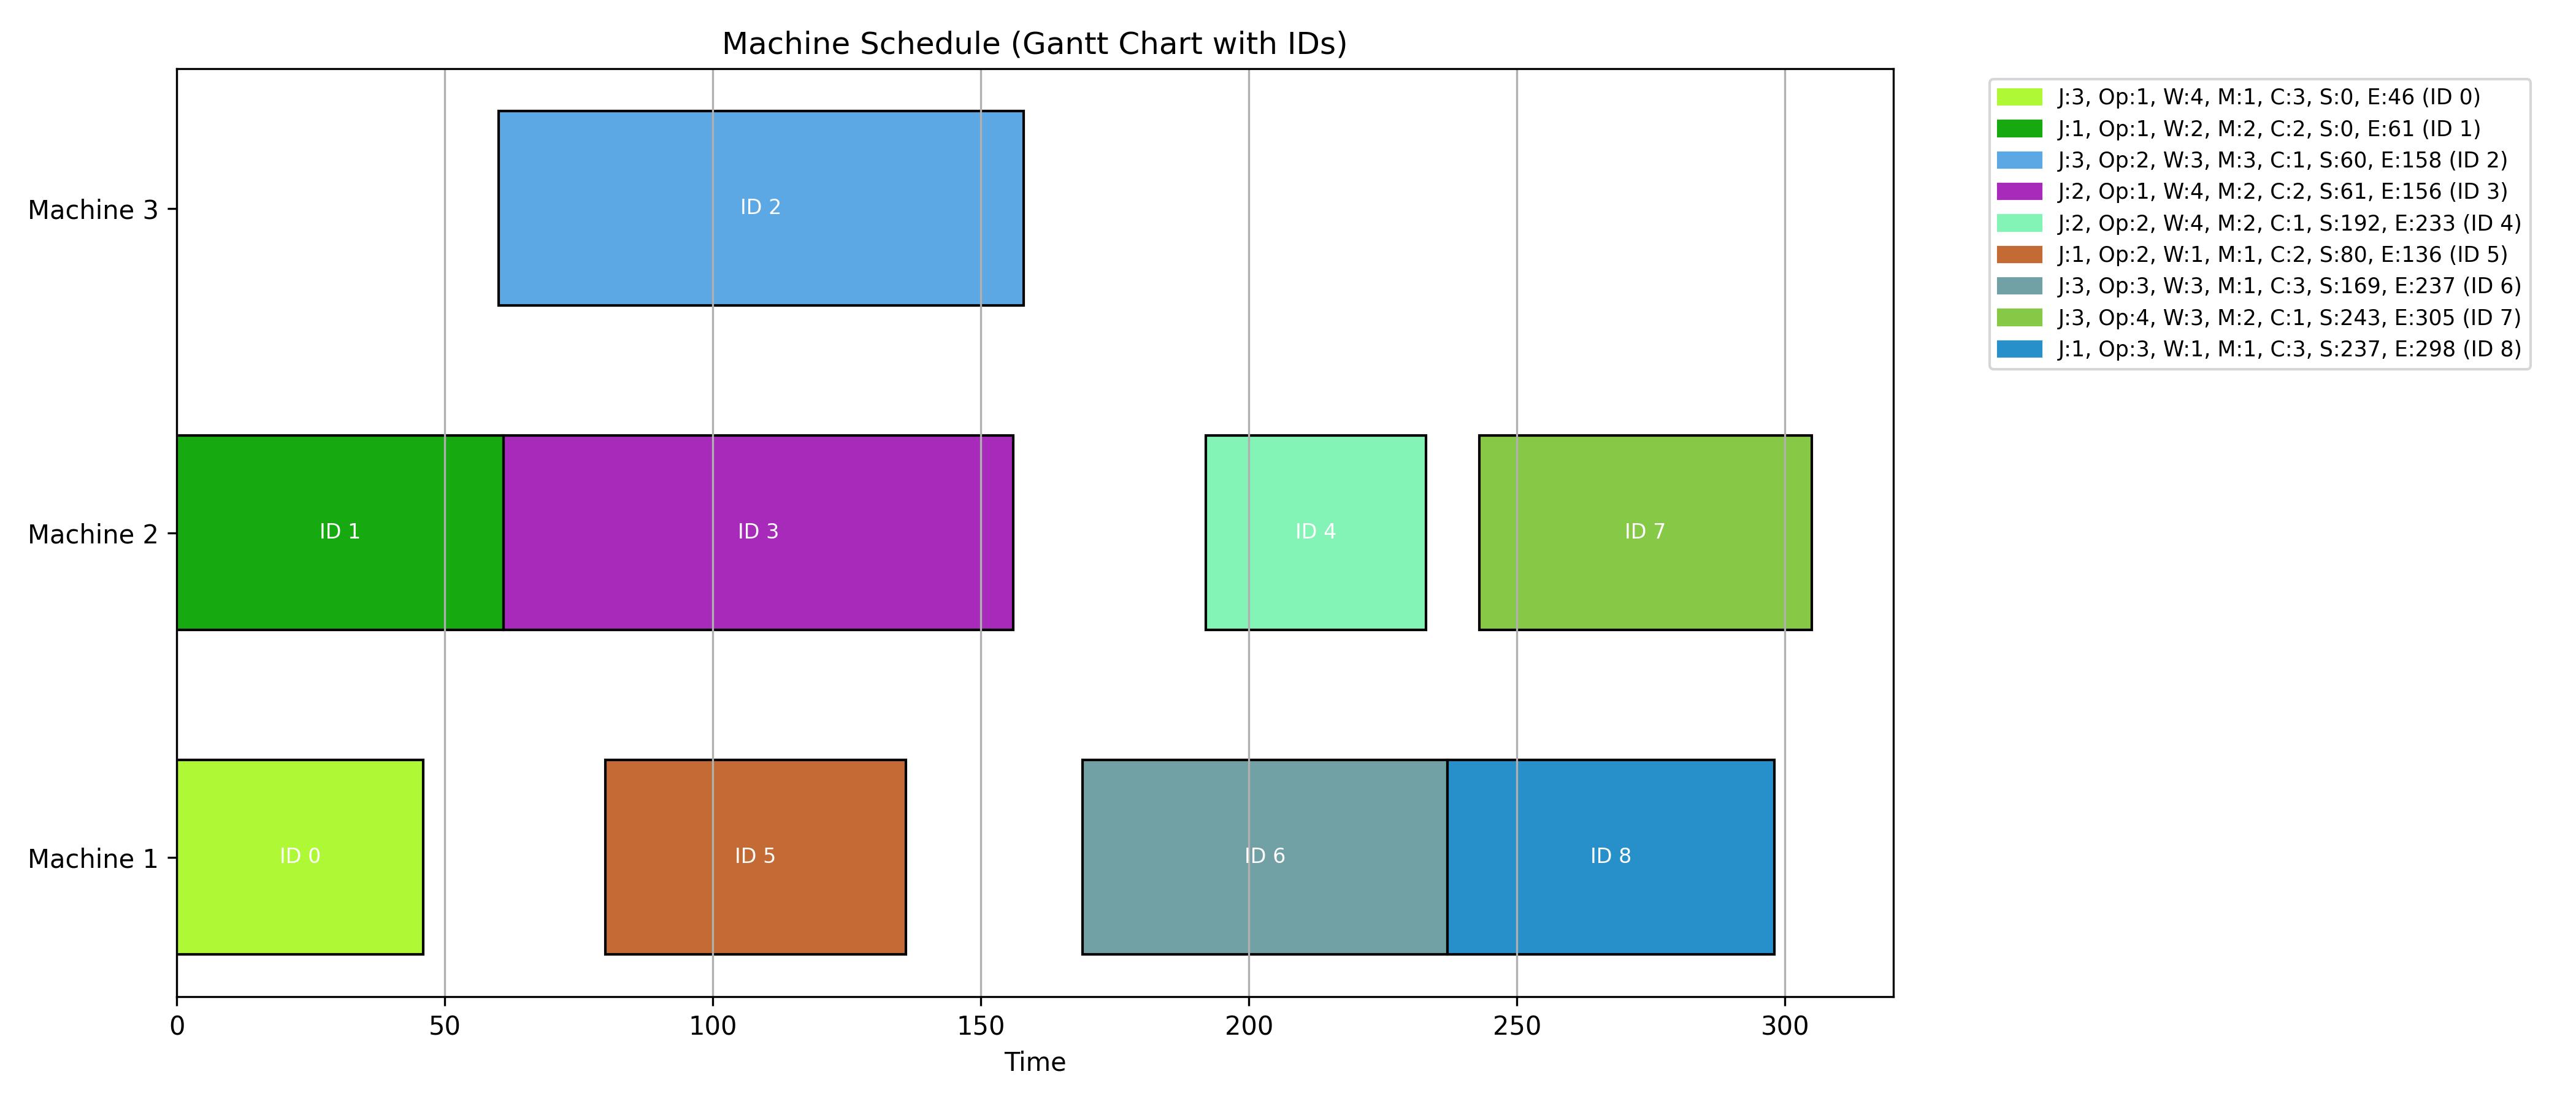 Machine Schedule (Gantt Chart with IDs)
J:3, Op:1, W:4, M:1, C:3, S:0, E:46 (ID 0)
J:1, Op:1, W:2, M:2, C:2, S:0, E:61 (ID 1)
J:3, Op:2, W:3, M:3, C:1, S:60, E:158 (ID 2)
J:2, Op:1, W:4, M:2, C:2, S:61, E:156 (ID 3)
J:2, Op:2, W:4, M:2, C:1, S:192, E:233 (ID 4)
J:1, Op:2, W:1, M:1, C:2, S:80, E:136 (ID 5)
J:3, Op:3, W:3, M:1, C:3, S:169, E:237 (ID 6)
J:3, Op:4, W:3, M:2, C:1, S:243, E:305 (ID 7)
J:1, Op:3, W:1, M:1, C:3, S:237, E:298 (ID 8)
Machine 3
ID 2
Machine 2
ID 1
ID 3
ID 4
ID 7
Machine 1
ID 0
ID 5
ID 6
ID 8
0 50 100 150 200 250 300
Time